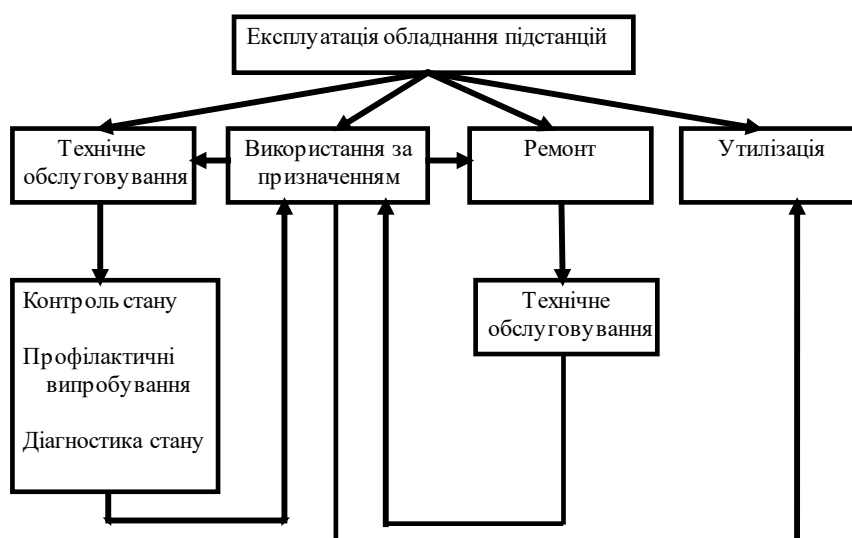 Експлуатація обладнання підстанцій
Технічне
обслуговування
Використання за
призначенням
Ремонт
Утилізація
Контроль стану
Профілактичні
випробування
Діагностика стану
Технічне
обслуговування